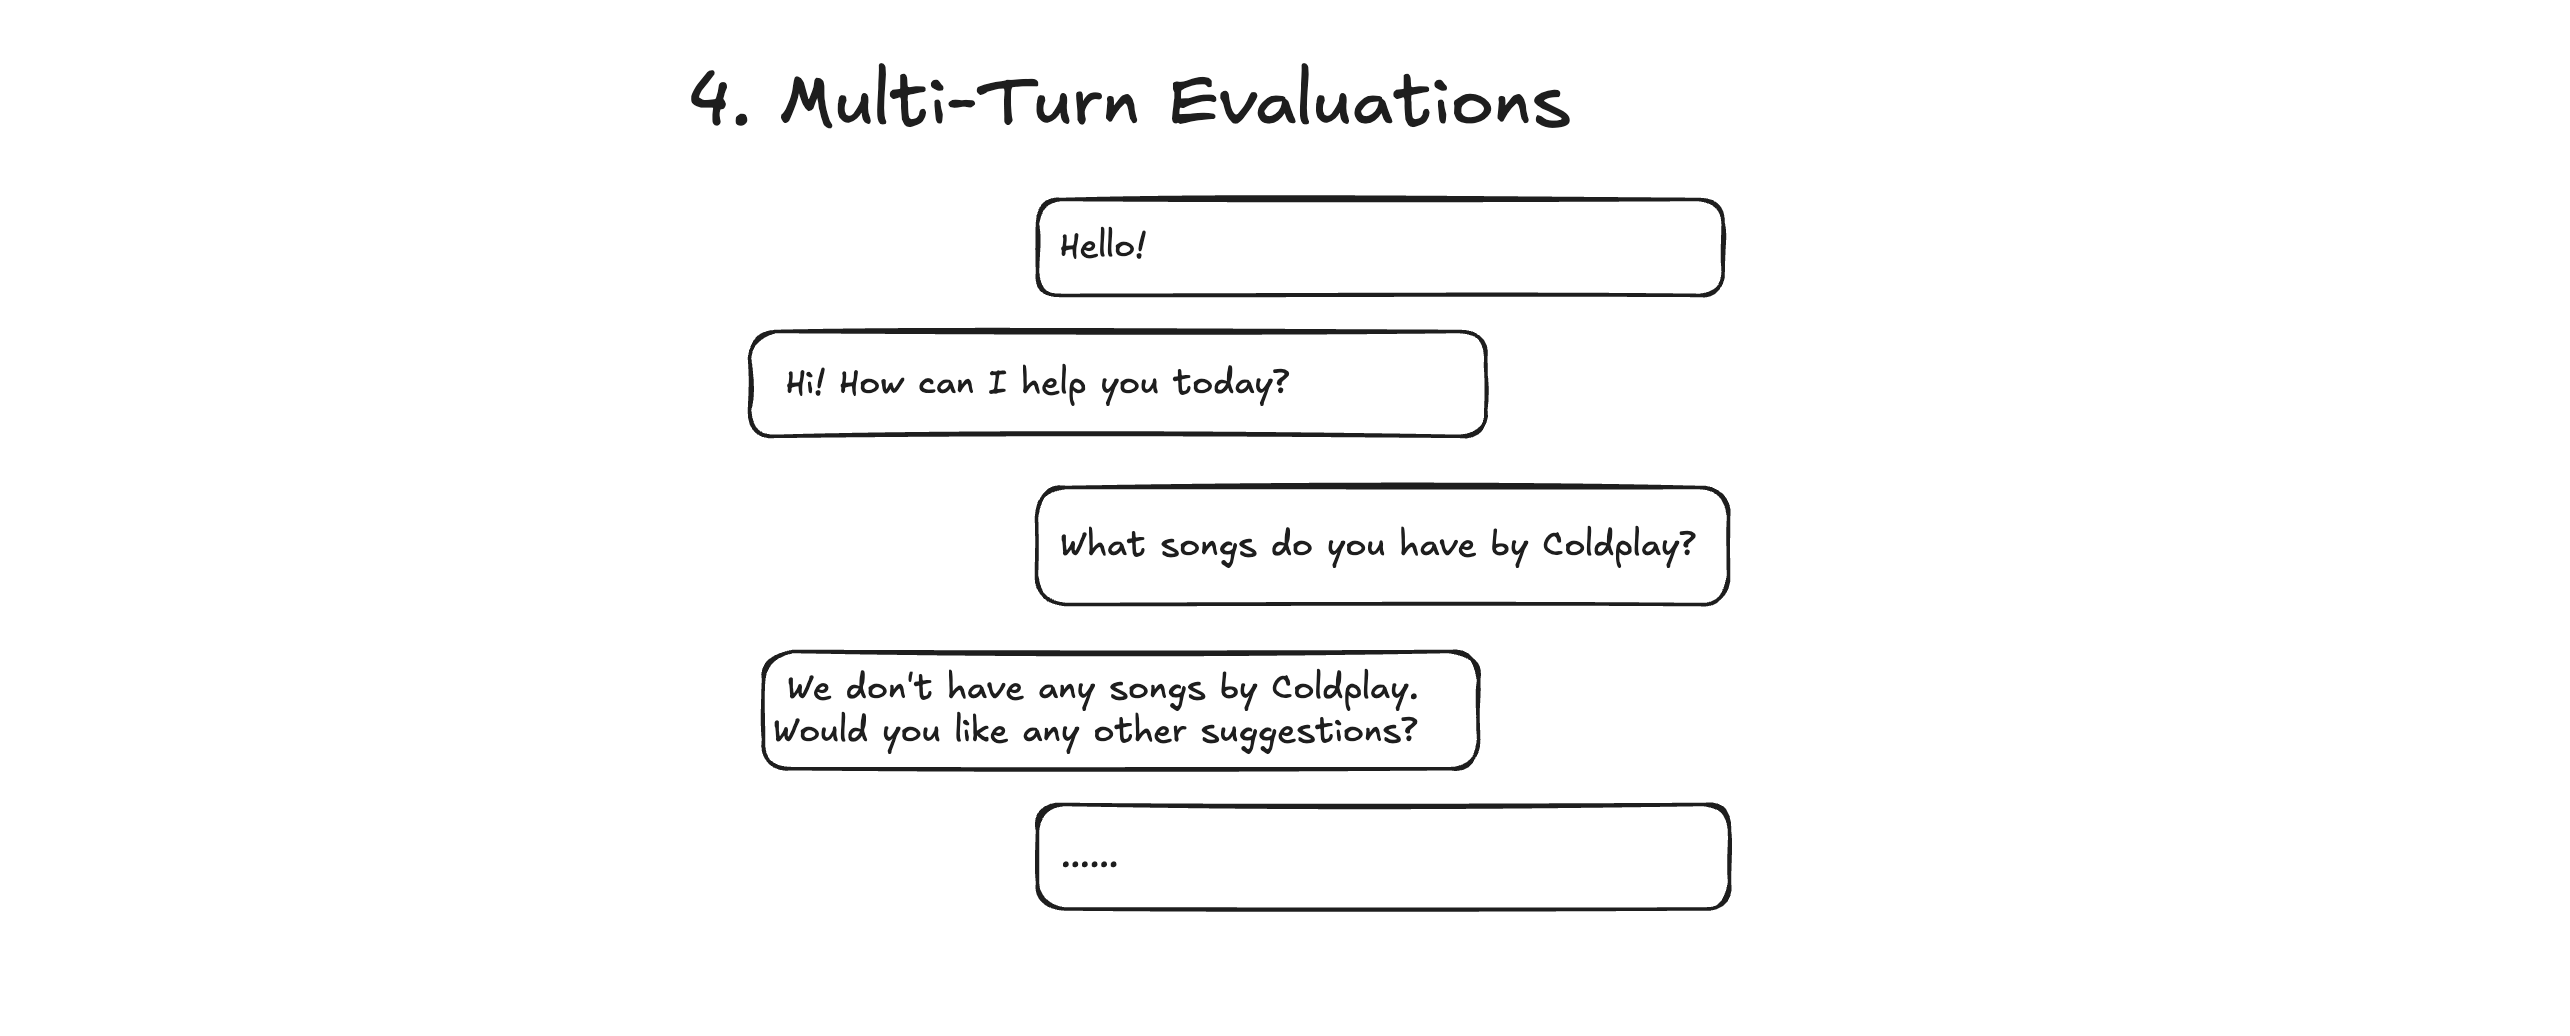 4. Multi-Turn Evaluations
Hello!
Hi! How can I help you today?
What songs do you have by Coldplay?
We don't have any songs by Coldplay.
Would you like any other suggestions?
......